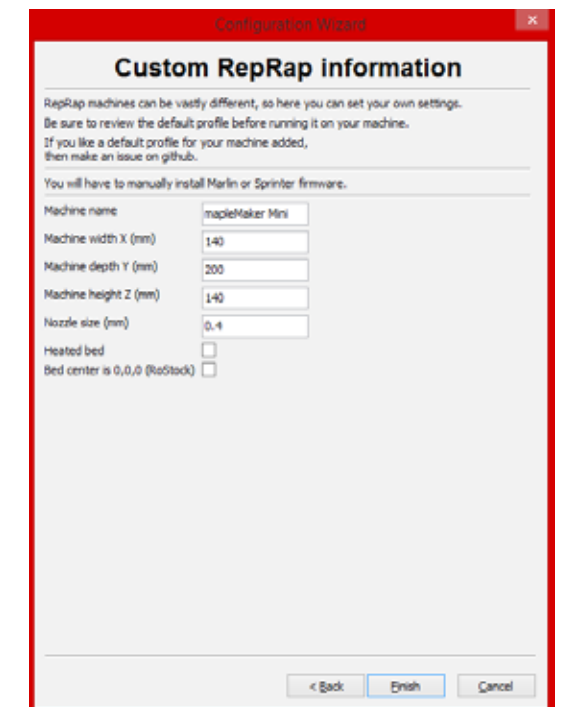 Configuration Wizard
Custom RepRap information
RepRap machines can be vastly different, so here you can set your own settings.
Be sure to review the default profile before running it on your machine.
If you like a default profile for your machine added,
then make an issue on github.
You will have to manually install Marlin or Sprinter firmware.
Machine name mapleMaker Mini
Machine width X (mm) 140
Machine depth Y (mm) 200
Machine height Z (mm) 140
Nozzle size (mm) 0.4
Heated bed
Bed center is 0,0,0 (RoStock)
< Back Finish Cancel